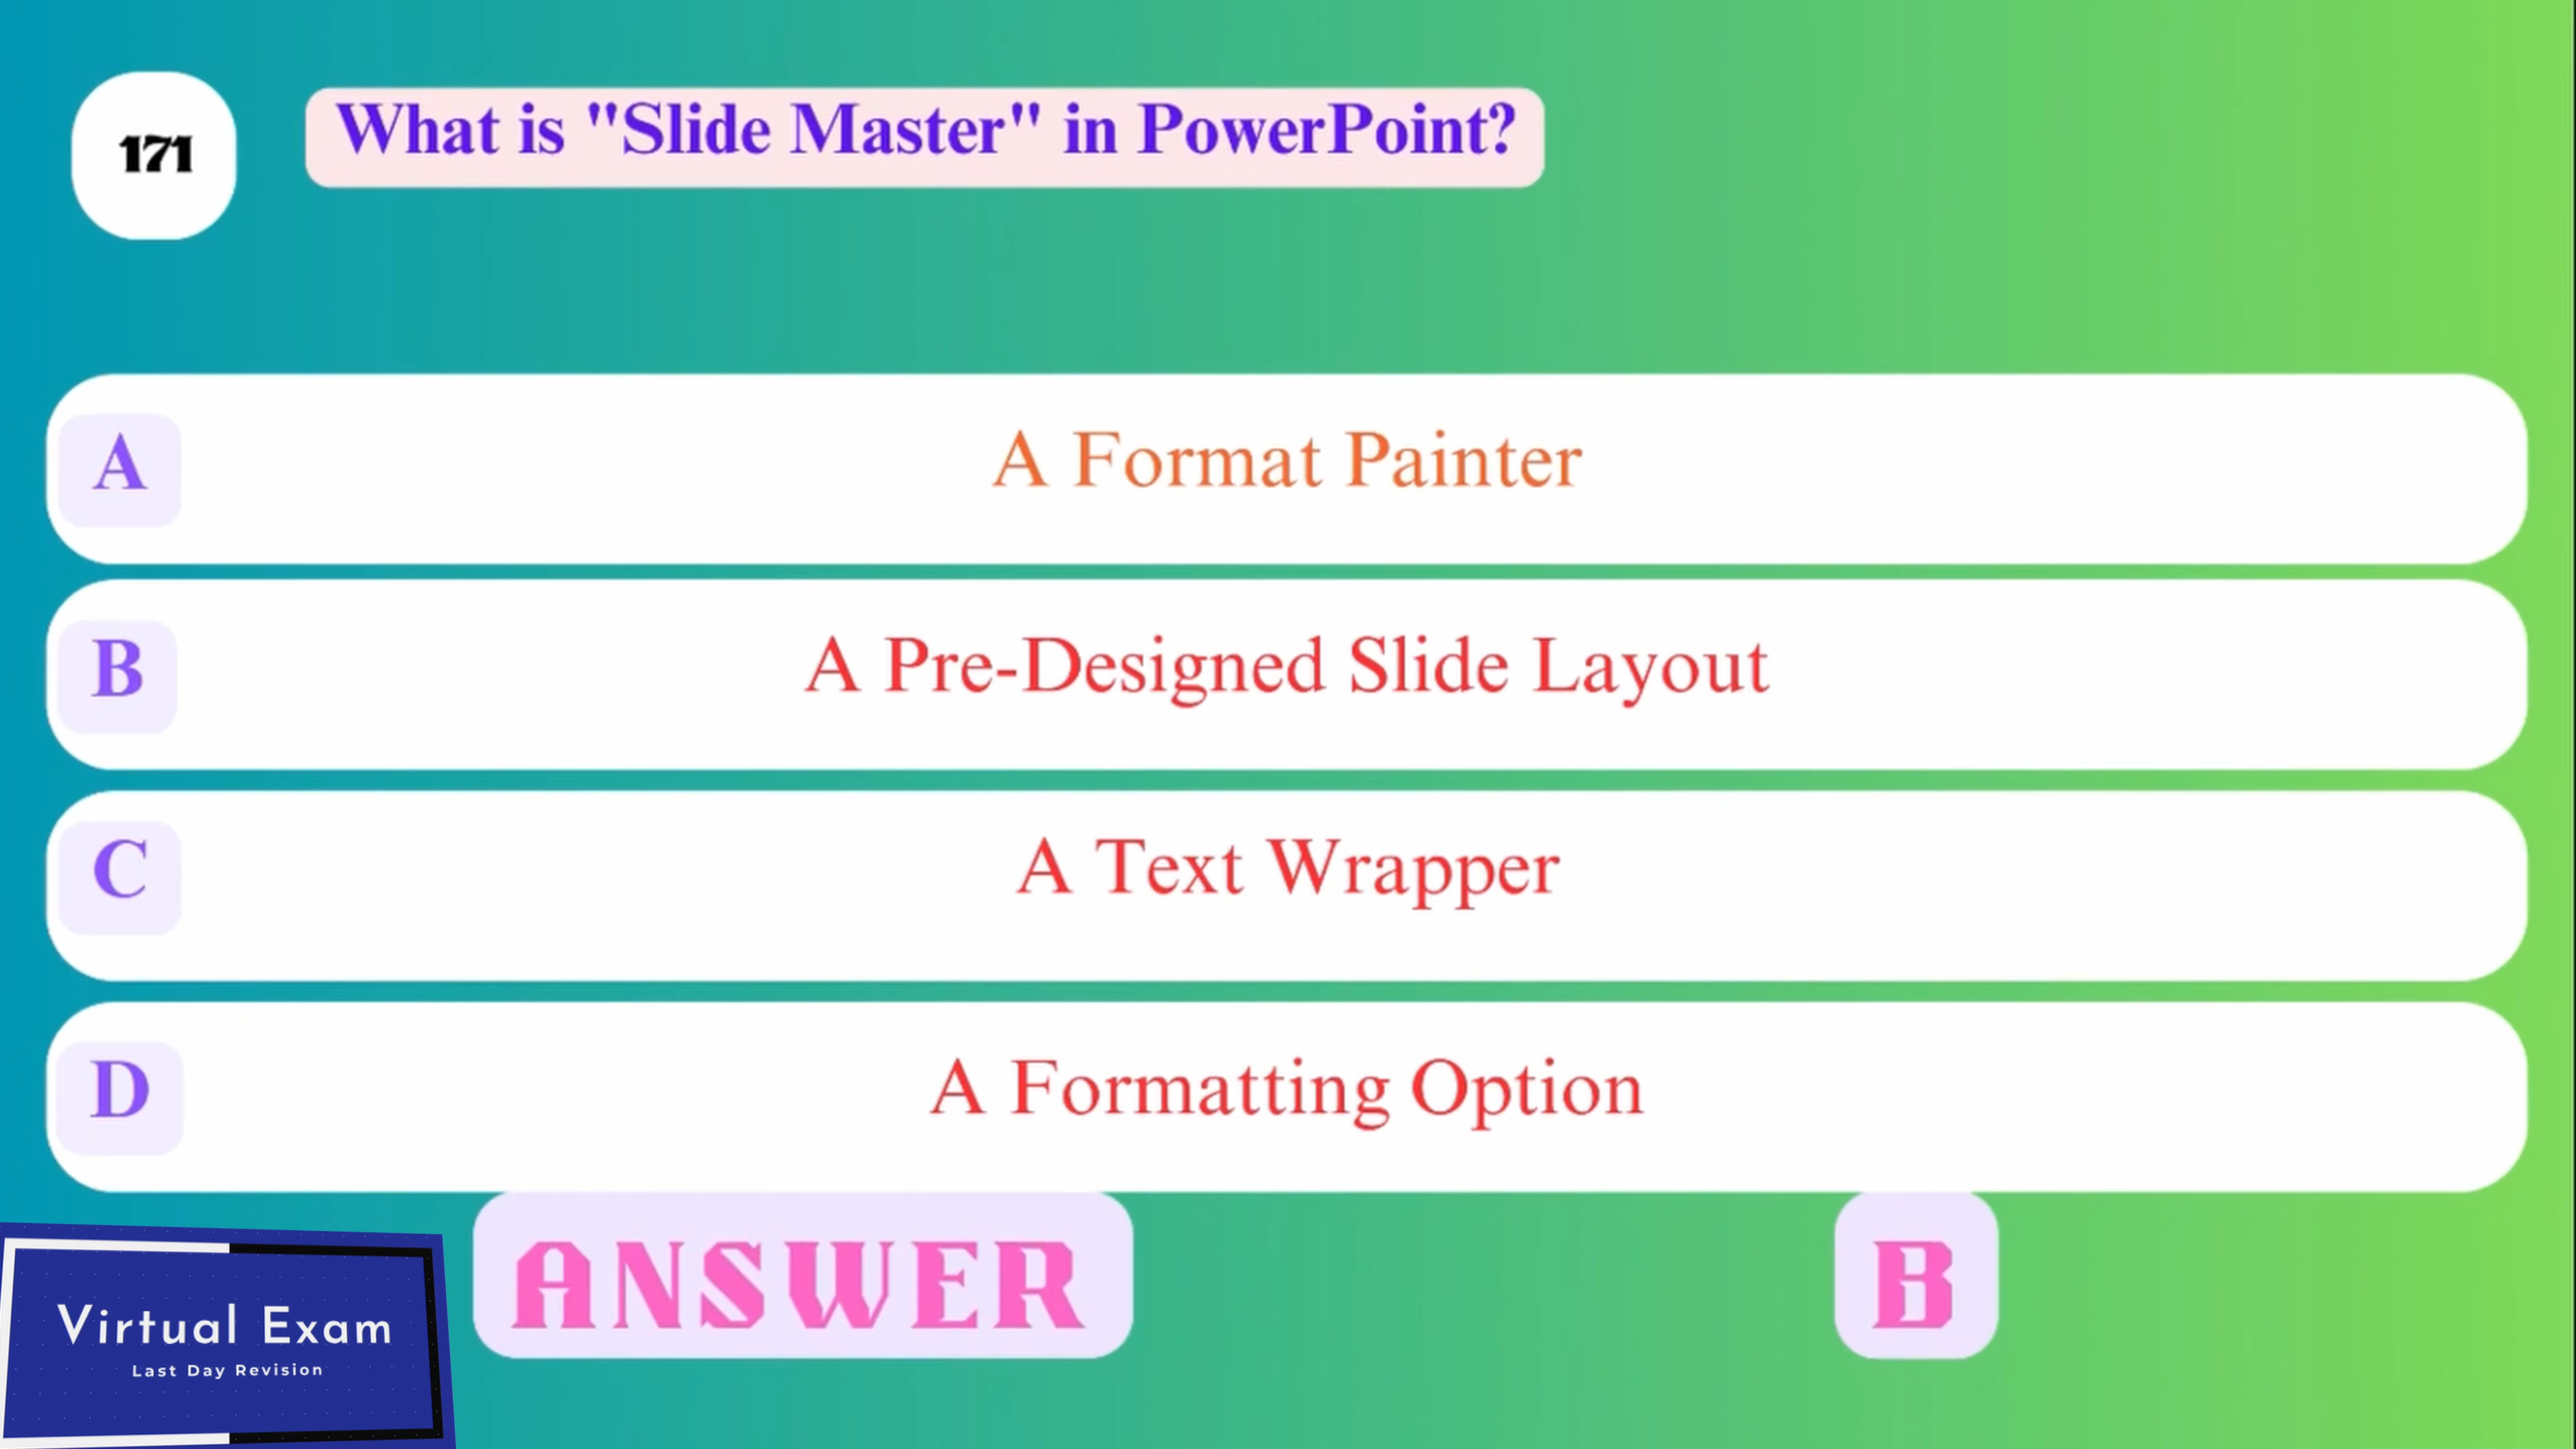 171
What is "Slide Master" in PowerPoint?
A
A Format Painter
B
A Pre-Designed Slide Layout
C
A Text Wrapper
D
A Formatting Option
ANSWER
B
Virtual Exam
Last Day Revision